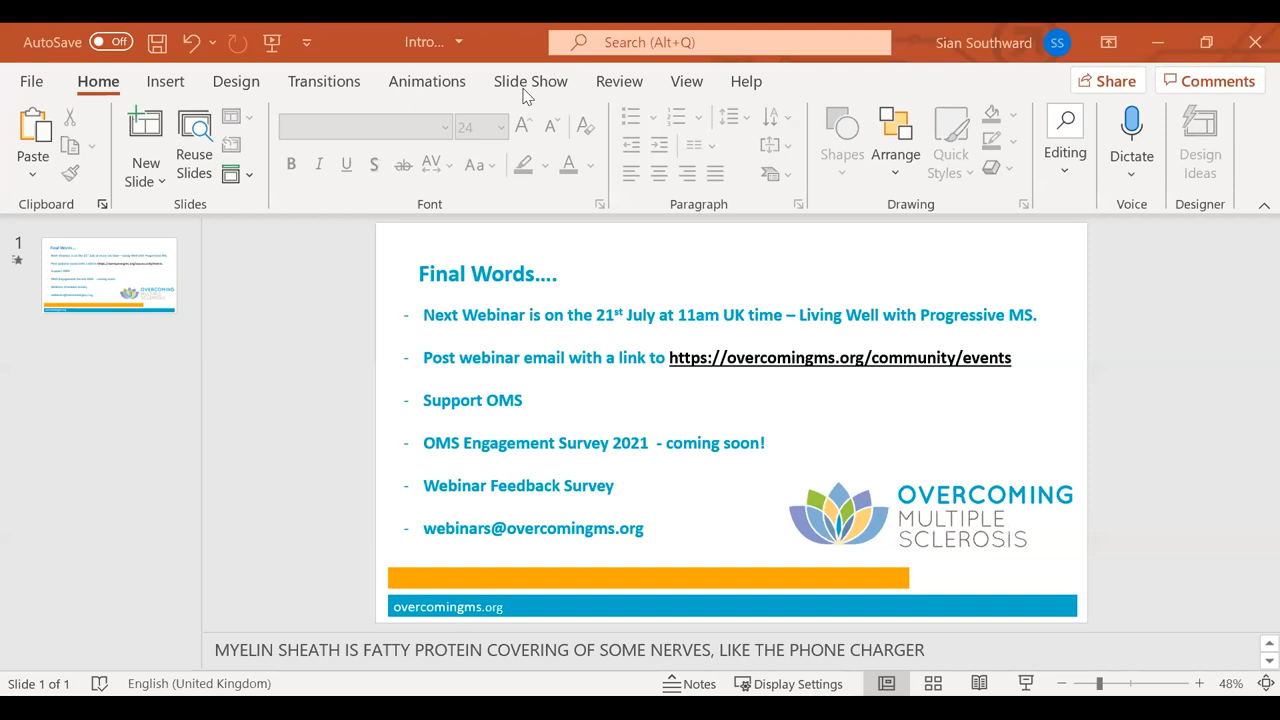 AutoSave Off Intro... Search (Alt+Q) Sian Southward SS
File Home Insert Design Transitions Animations Slide Show Review View Help Share Comments
Paste New Slide Reuse Slides 24 Shapes Arrange Quick Styles Editing Dictate Design Ideas
Clipboard Slides Font Paragraph Drawing Voice Designer
1
Final Words....
- Next Webinar is on the 21st July at 11am UK time – Living Well with Progressive MS.
- Post webinar email with a link to https://overcomingms.org/community/events
- Support OMS
- OMS Engagement Survey 2021 - coming soon!
- Webinar Feedback Survey
- webinars@overcomingms.org
OVERCOMING
MULTIPLE
SCLEROSIS
overcomingms.org
MYELIN SHEATH IS FATTY PROTEIN COVERING OF SOME NERVES, LIKE THE PHONE CHARGER
Slide 1 of 1 English (United Kingdom) Notes Display Settings 48%